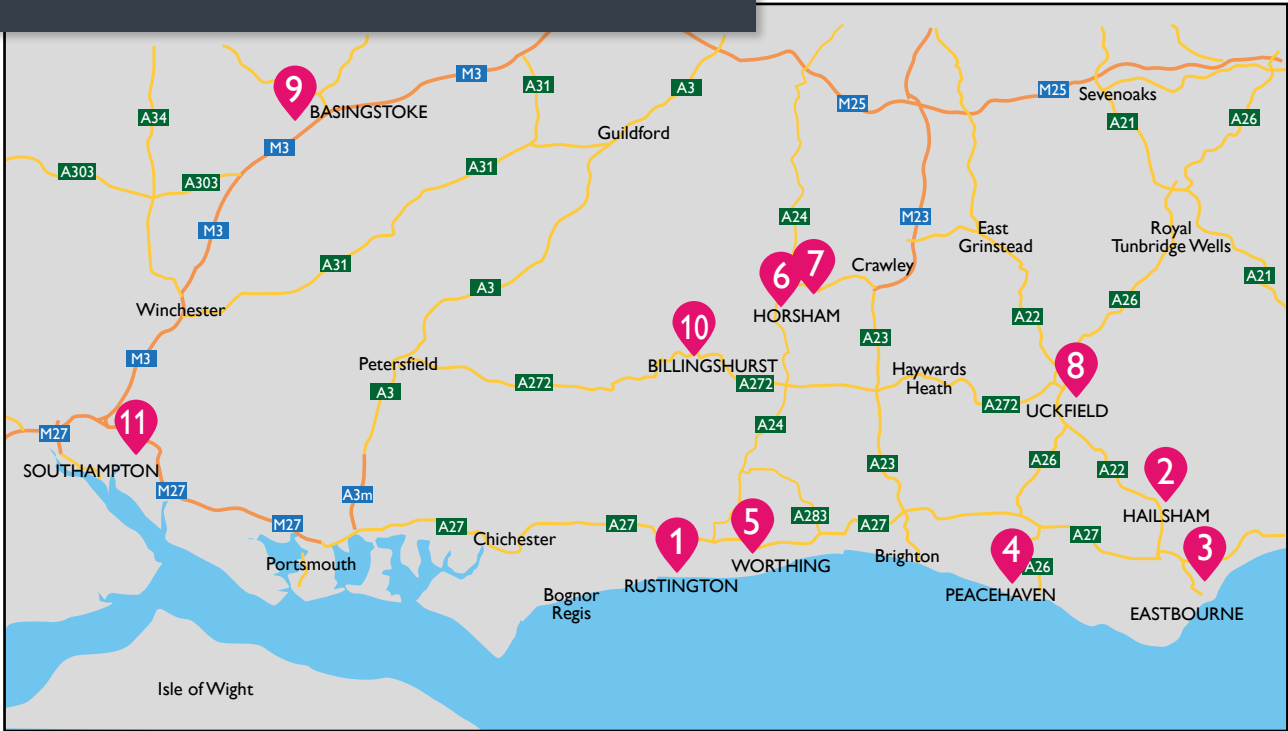 M3
A31
A3
M25
M25
Sevenoaks
9
BASINGSTOKE
A34
A21
A26
Guildford
M3
A303
A303
A31
M3
A24
M23
East
Grinstead
Royal
Tunbridge Wells
A31
6
7
Crawley
A21
A3
A26
Winchester
HORSHAM
A22
10
A23
M3
Petersfield
BILLINGSHURST
Haywards
Heath
8
A3
A272
A272
A272
UCKFIELD
11
M27
A24
SOUTHAMPTON
A23
A26
A22
2
M27
A3m
HAILSHAM
M27
A27
Chichester
A27
1
5
A283
A27
A27
3
4
Portsmouth
RUSTINGTON
WORTHING
Brighton
A26
PEACEHAVEN
EASTBOURNE
Bognor
Regis
Isle of Wight